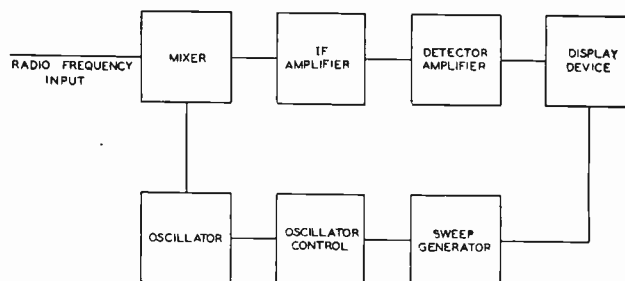 RADIO FREQUENCY
INPUT
MIXER
IF
AMPLIFIER
DETECTOR
AMPLIFIER
DISPLAY
DEVICE
OSCILLATOR
OSCILLATOR
CONTROL
SWEEP
GENERATOR